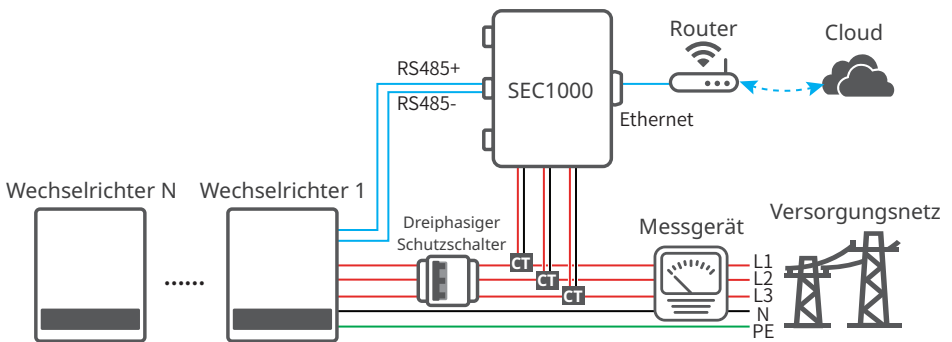 Router
Cloud
RS485+
SEC1000
RS485-
Ethernet
Wechselrichter N
Wechselrichter 1
Dreiphasiger
Schutzschalter
Messgerät
Versorgungsnetz
CT
CT
CT
L1
L2
L3
N
PE